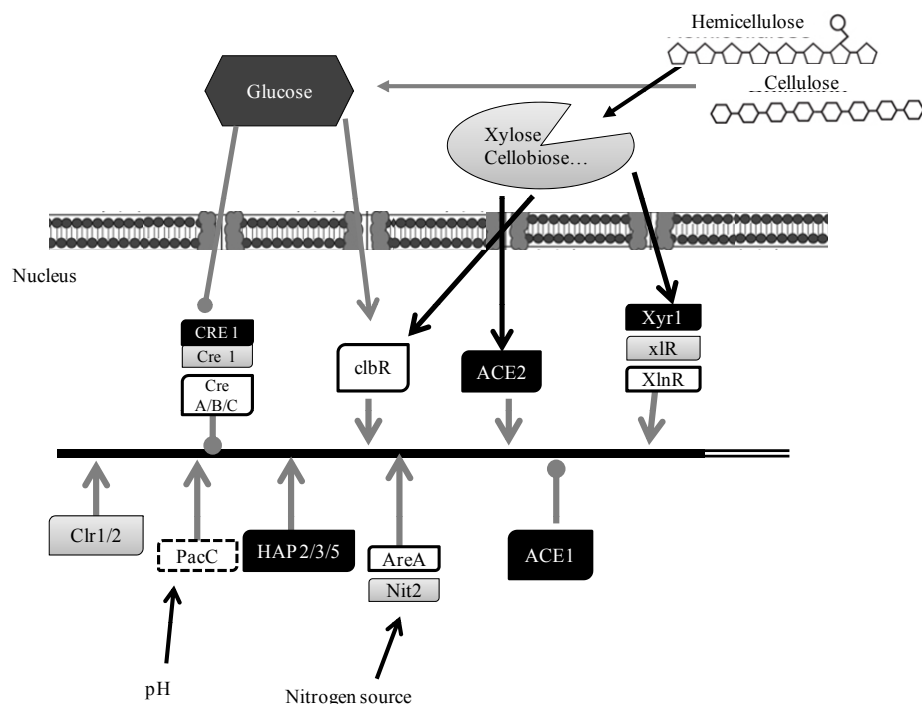 Hemicellulose
Glucose
Cellulose
Xylose
Cellobiose…
Nucleus
CRE 1
Cre 1
Cre
A/B/C
clbR
ACE2
Xyr1
xlR
XlnR
Clr1/2
PacC
HAP 2/3/5
AreA
Nit2
ACE1
pH
Nitrogen source